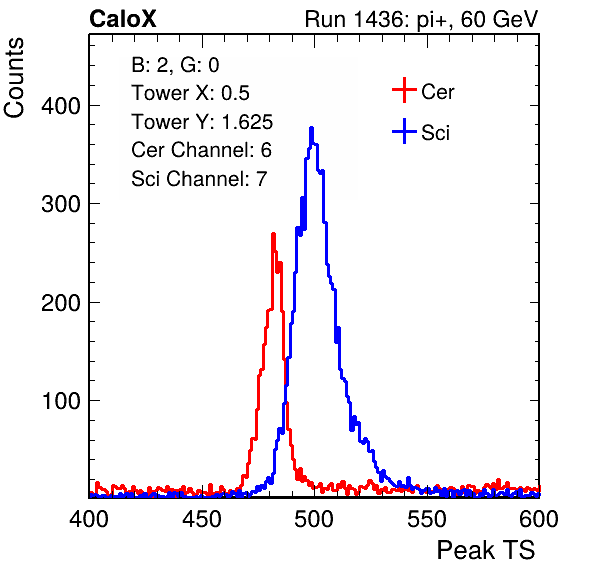 CaloX Run 1436: pi+, 60 GeV
Counts
B: 2, G: 0
Tower X: 0.5
Tower Y: 1.625
Cer Channel: 6
Sci Channel: 7
Cer
Sci
400
300
200
100
400 450 500 550 600
Peak TS